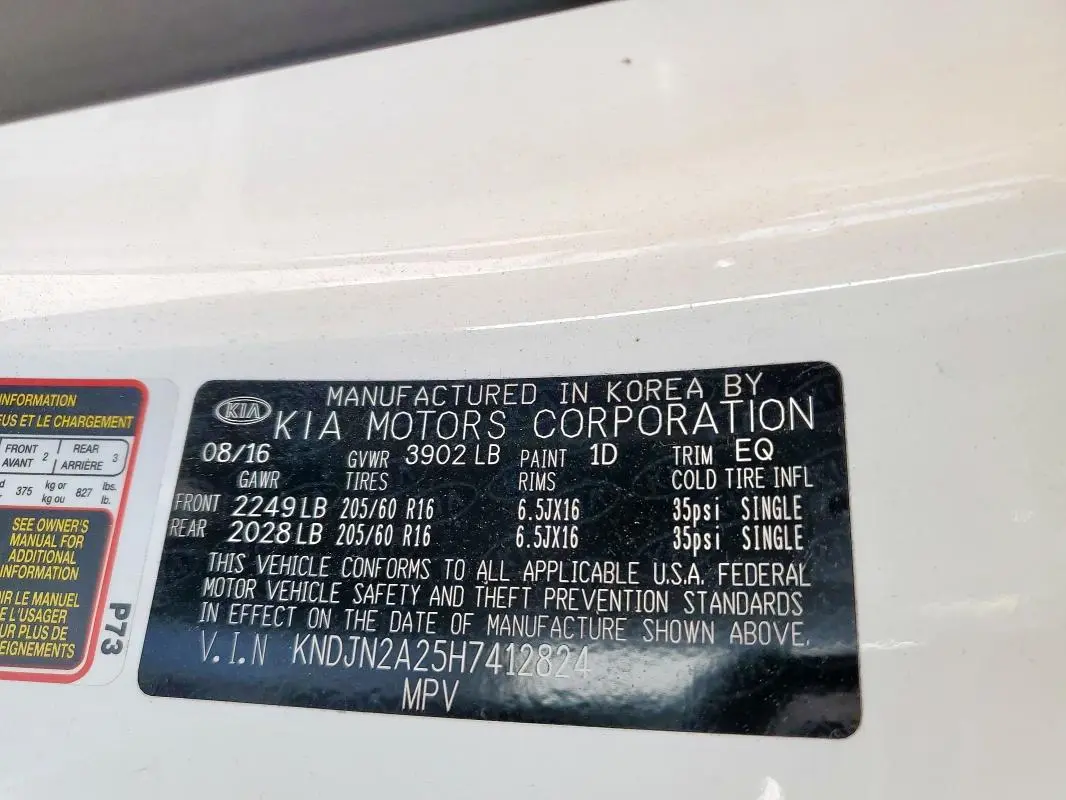 INFORMATION
US ET LE CHARGEMENT
FRONT 2 REAR 3
AVANT ARRIÈRE
375 kg or 827 lbs.
kg ou lb.
SEE OWNER'S
MANUAL FOR
ADDITIONAL
INFORMATION
IR LE MANUEL
E L'USAGER
UR PLUS DE
EIGNEMENTS
P73
KIA
MANUFACTURED IN KOREA BY
KIA MOTORS CORPORATION
08/16 GVWR 3902 LB PAINT 1D TRIM EQ
GAWR TIRES RIMS COLD TIRE INFL
FRONT 2249LB 205/60 R16 6.5JX16 35psi SINGLE
REAR 2028LB 205/60 R16 6.5JX16 35psi SINGLE
THIS VEHICLE CONFORMS TO ALL APPLICABLE U.S.A. FEDERAL
MOTOR VEHICLE SAFETY AND THEFT PREVENTION STANDARDS
IN EFFECT ON THE DATE OF MANUFACTURE SHOWN ABOVE.
V.I.N KNDJN2A25H7412824
MPV